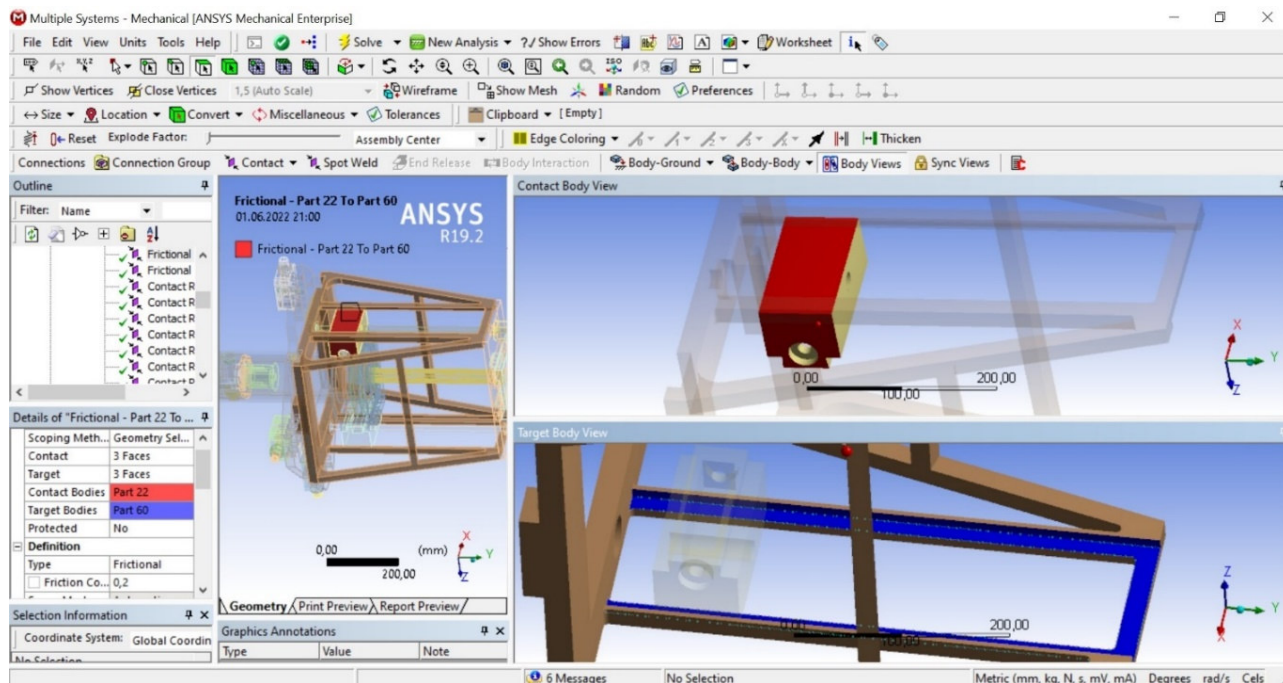 Multiple Systems - Mechanical [ANSYS Mechanical Enterprise]
File Edit View Units Tools Help Solve New Analysis ?/ Show Errors Worksheet
Show Vertices Close Vertices 1,5 (Auto Scale) Wireframe Show Mesh Random Preferences
Size Location Convert Miscellaneous Tolerances Clipboard [Empty]
Reset Explode Factor: Assembly Center Edge Coloring Thicken
Connections Connection Group Contact Spot Weld End Release Body Interaction Body-Ground Body-Body Body Views Sync Views
Outline
Filter: Name
Frictional
Frictional
Contact R
Contact R
Contact R
Contact R
Contact R
Contact R
Contact R
Details of "Frictional - Part 22 To ...
Scoping Meth... Geometry Sel...
Contact 3 Faces
Target 3 Faces
Contact Bodies Part 22
Target Bodies Part 60
Protected No
Definition
Type Frictional
Friction Co... 0,2
Selection Information
Coordinate System: Global Coordin
No Selection
Frictional - Part 22 To Part 60
01.06.2022 21:00
ANSYS
R19.2
Frictional - Part 22 To Part 60
0,00 (mm)
200,00
X
Y
Z
Geometry Print Preview Report Preview
Graphics Annotations
Type Value Note
Contact Body View
0,00 200,00
100,00
X
Y
Z
Target Body View
0,00 200,00
100,00
Z
Y
X
6 Messages No Selection Metric (mm, kg, N, s, mV, mA) Degrees rad/s Cels